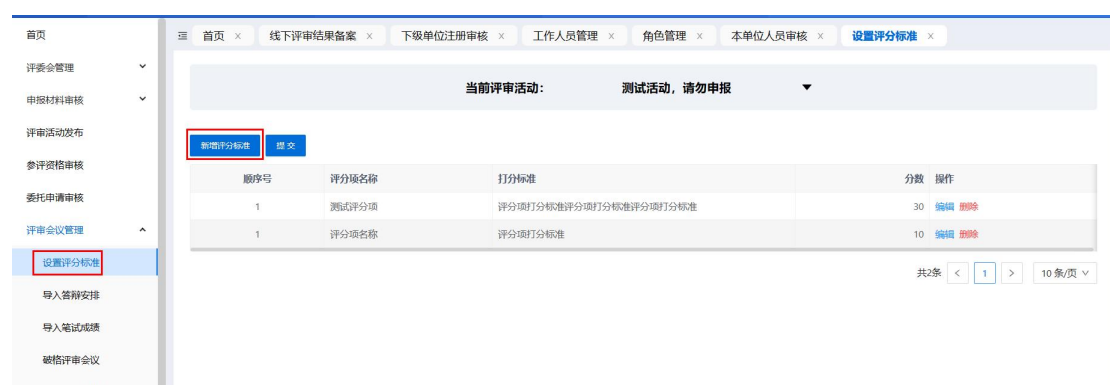 首页
评委会管理
申报材料审核
评审活动发布
参评资格审核
委托申请审核
评审会议管理
设置评分标准
导入答辩安排
导入笔试成绩
破格评审会议
首页 × 线下评审结果备案 × 下级单位注册审核 × 工作人员管理 × 角色管理 × 本单位人员审核 × 设置评分标准 ×
当前评审活动： 测试活动，请勿申报
新增评分标准 提交
顺序号 评分项名称 打分标准 分数 操作
1 测试评分项 评分项打分标准评分项打分标准评分项打分标准 30 编辑 删除
1 评分项名称 评分项打分标准 10 编辑 删除
共2条 < 1 > 10 条/页